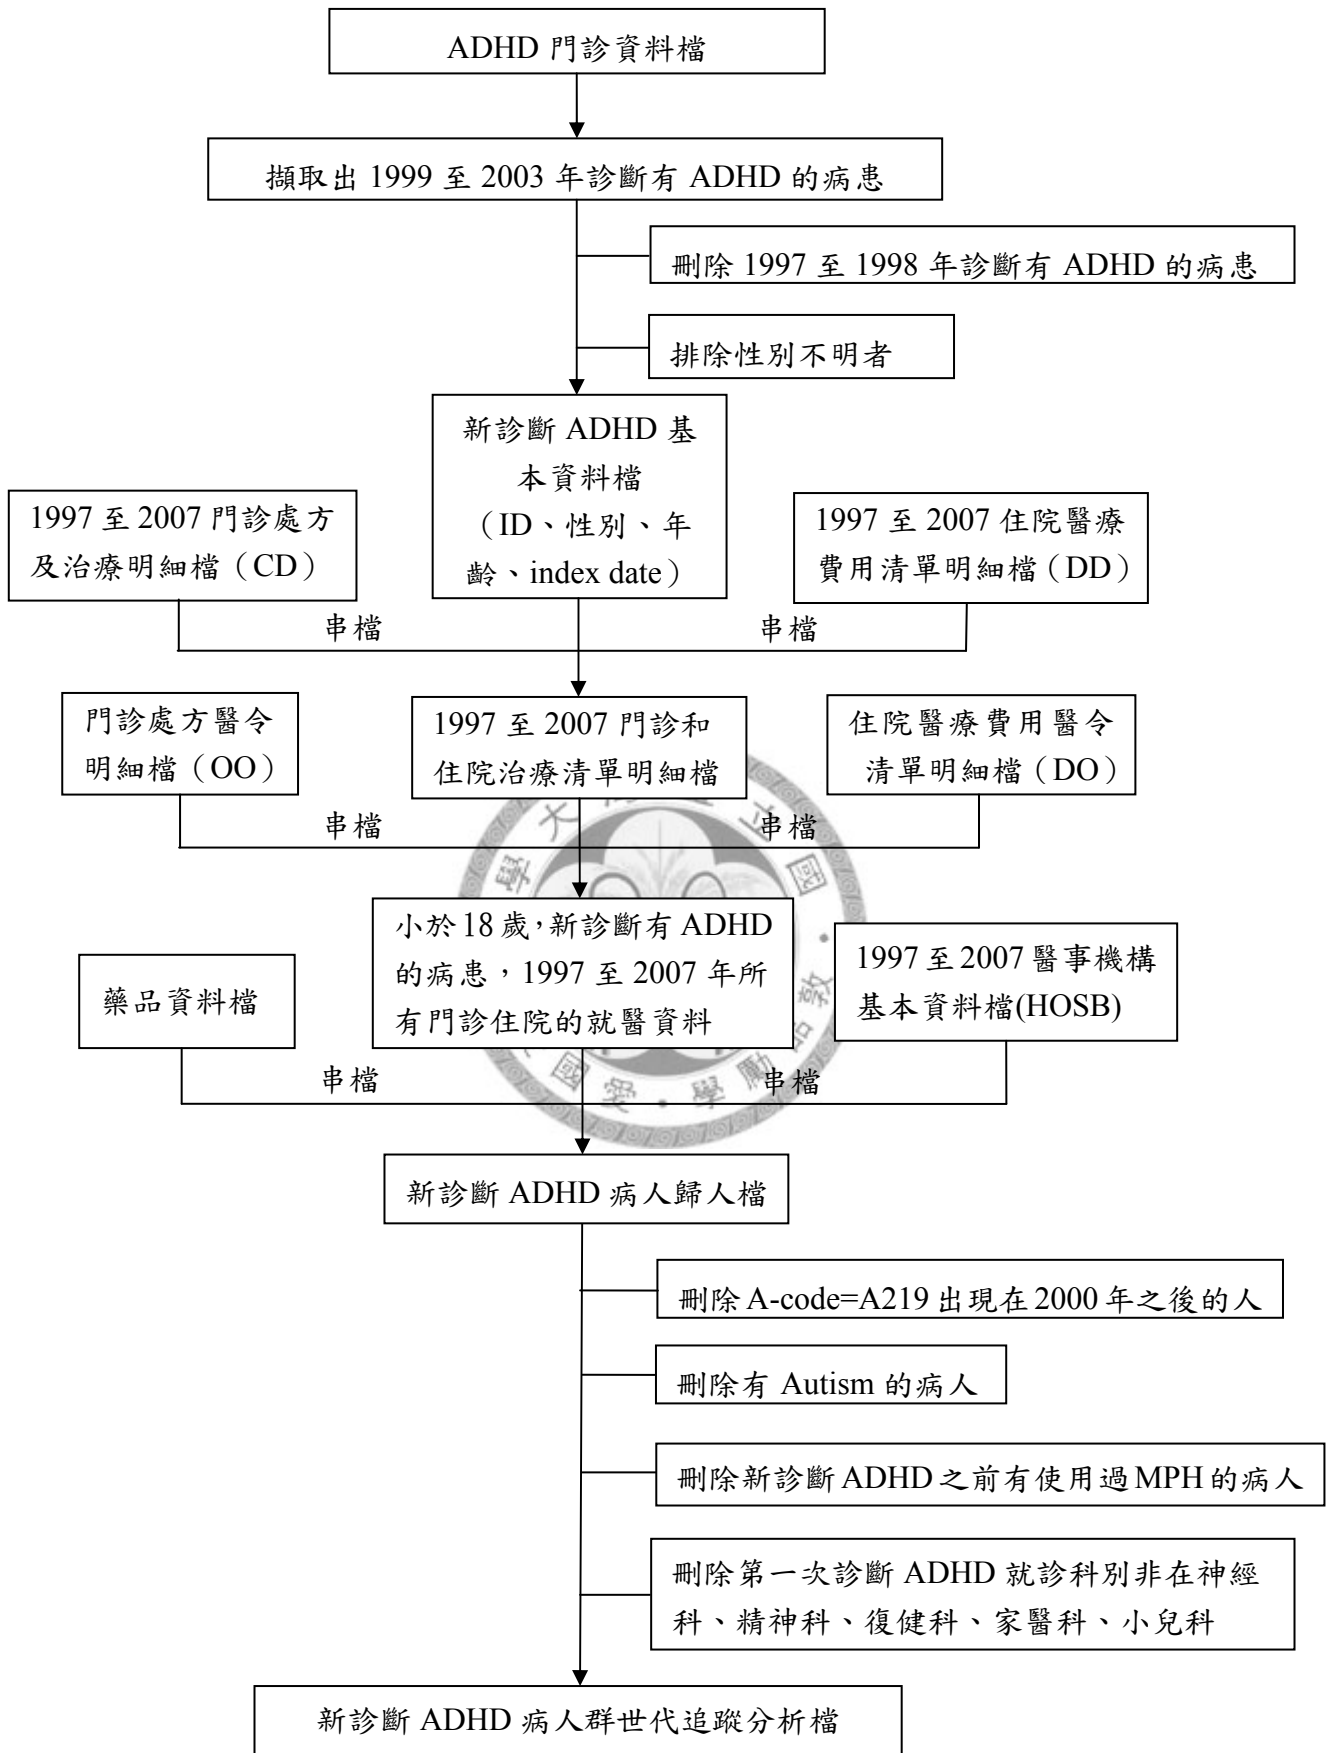 ADHD 門診資料檔
擷取出 1999 至 2003 年診斷有 ADHD 的病患
刪除 1997 至 1998 年診斷有 ADHD 的病患
排除性別不明者
新診斷 ADHD 基
本資料檔
（ID、性別、年
齡、index date）
1997 至 2007 門診處方
及治療明細檔（CD）
1997 至 2007 住院醫療
費用清單明細檔（DD）
串檔
串檔
門診處方醫令
明細檔（OO）
1997 至 2007 門診和
住院治療清單明細檔
住院醫療費用醫令
清單明細檔（DO）
串檔
串檔
小於 18 歲，新診斷有 ADHD
的病患，1997 至 2007 年所
有門診住院的就醫資料
藥品資料檔
1997 至 2007 醫事機構
基本資料檔(HOSB)
串檔
串檔
新診斷 ADHD 病人歸人檔
刪除 A-code=A219 出現在 2000 年之後的人
刪除有 Autism 的病人
刪除新診斷 ADHD 之前有使用過 MPH 的病人
刪除第一次診斷 ADHD 就診科別非在神經
科、精神科、復健科、家醫科、小兒科
新診斷 ADHD 病人群世代追蹤分析檔